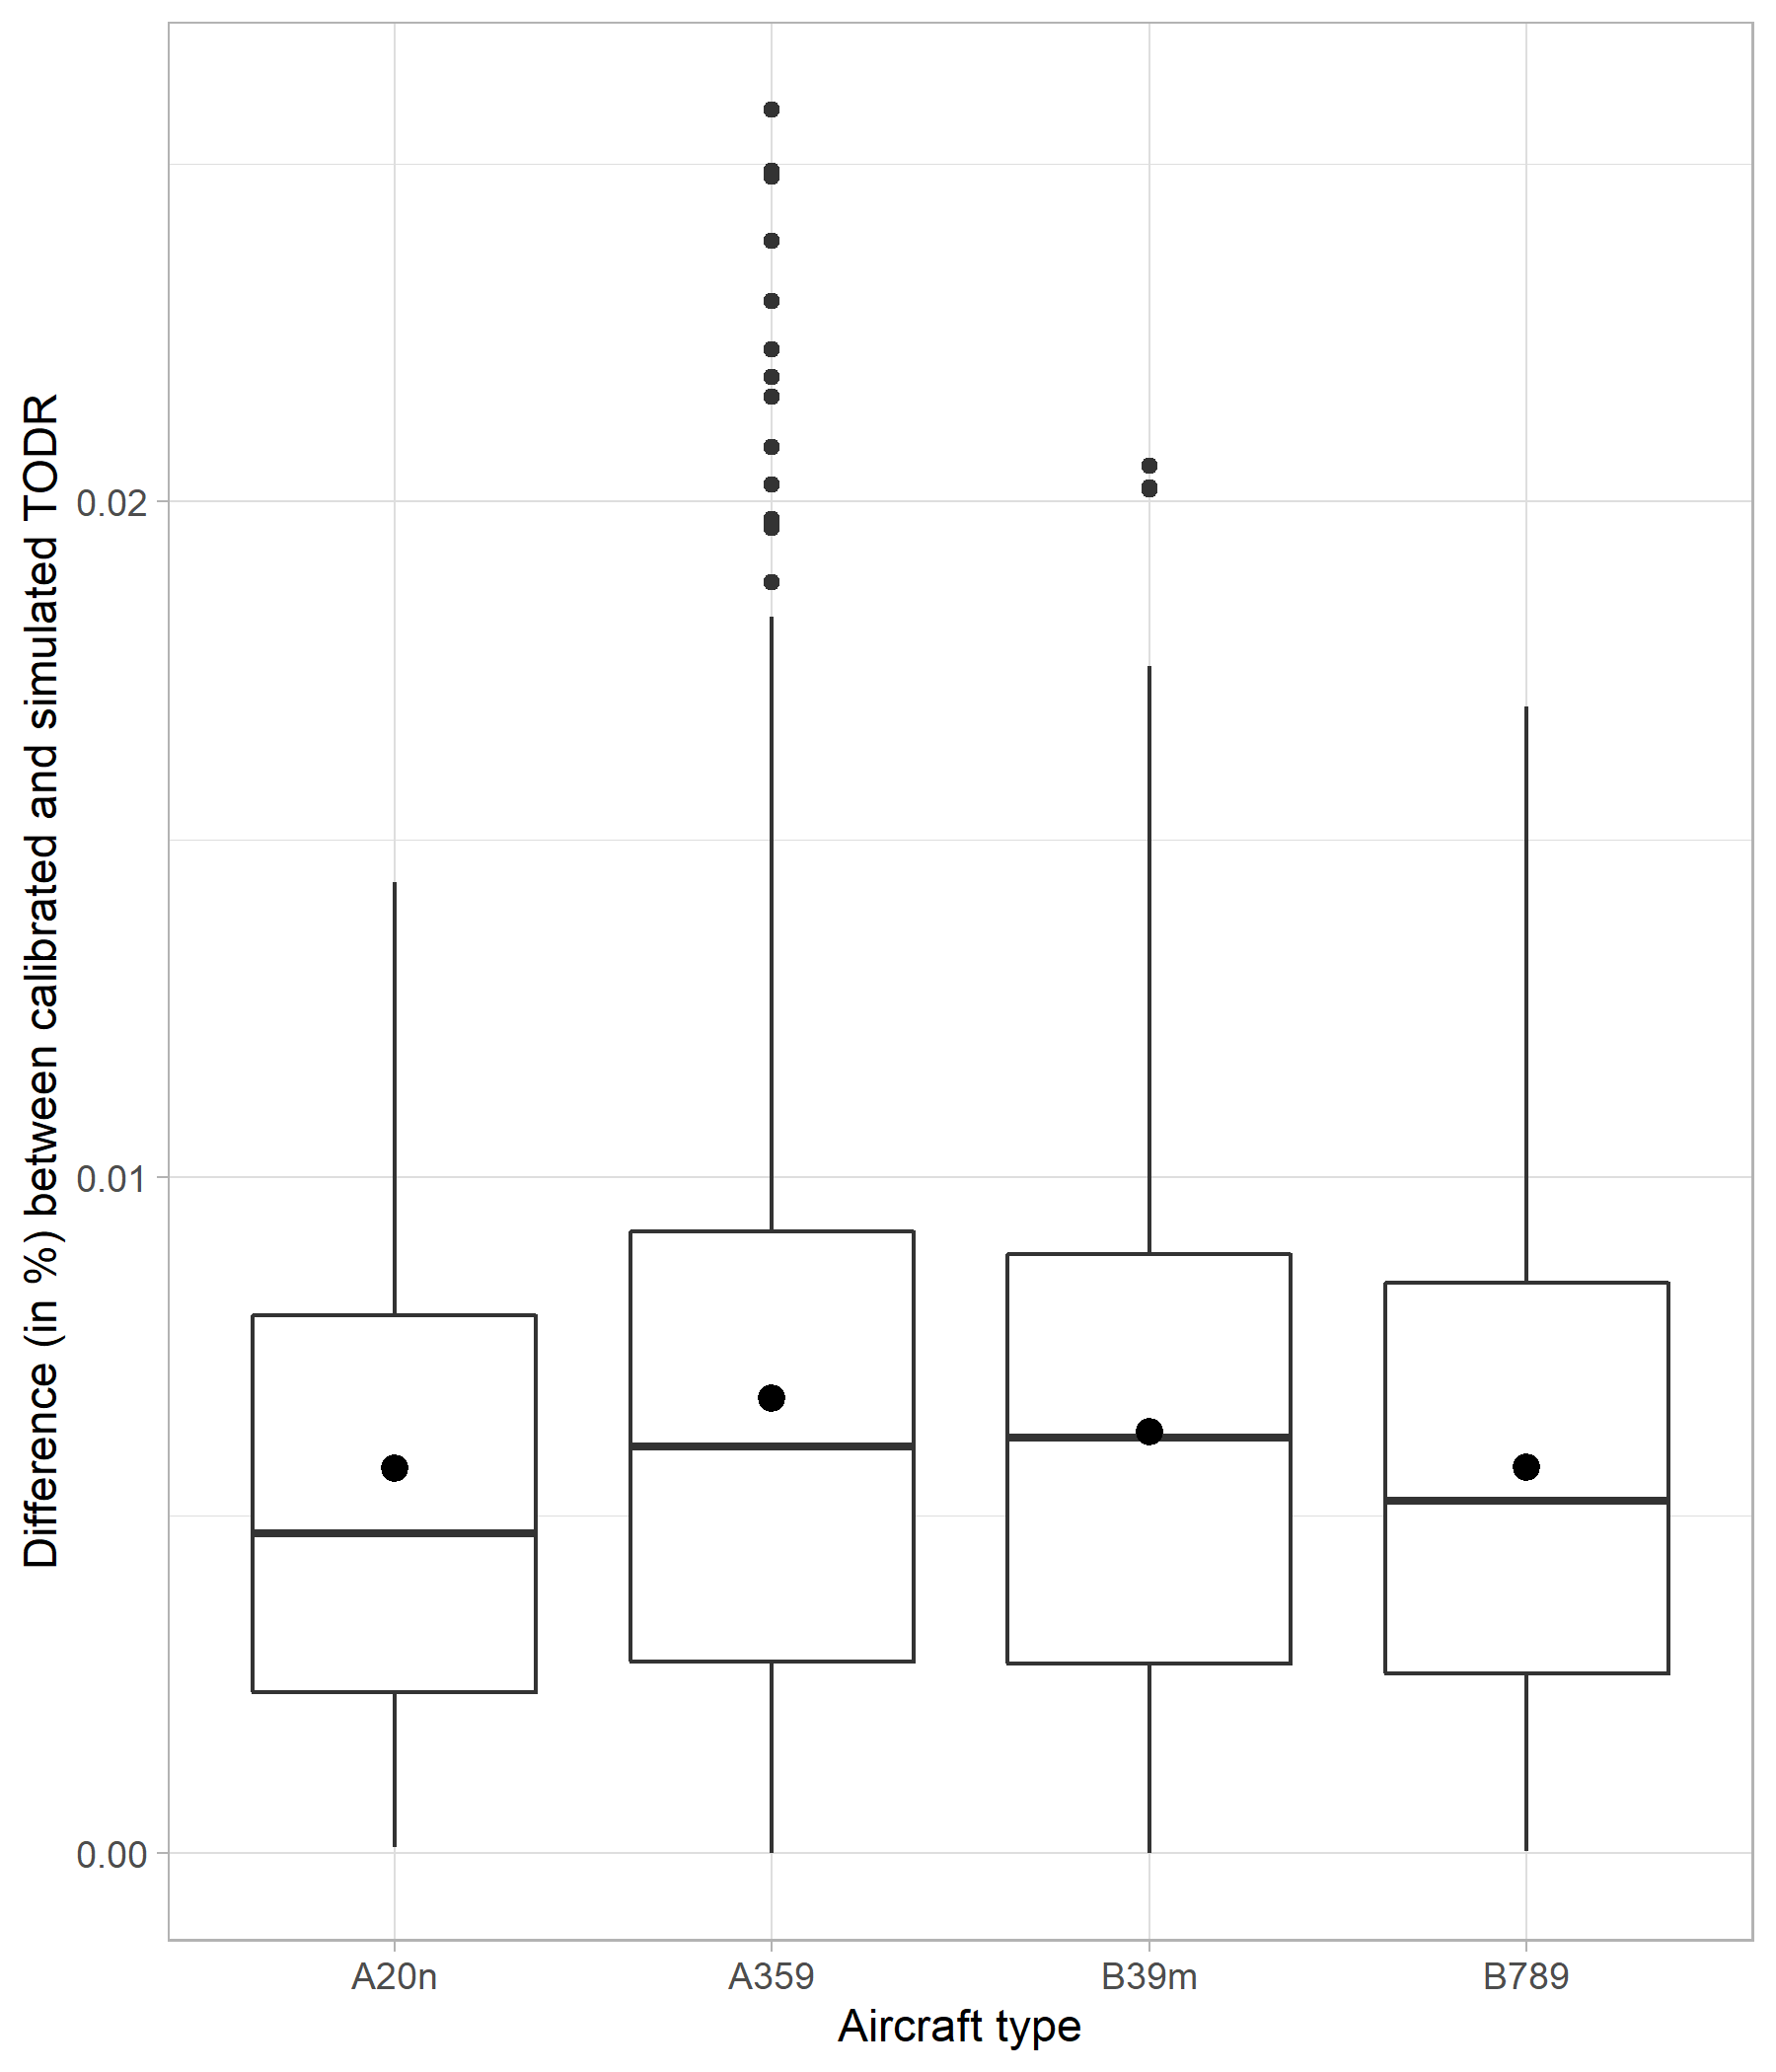 Difference (in %) between calibrated and simulated TODR
0.02
0.01
0.00
A20n
A359
B39m
B789
Aircraft type